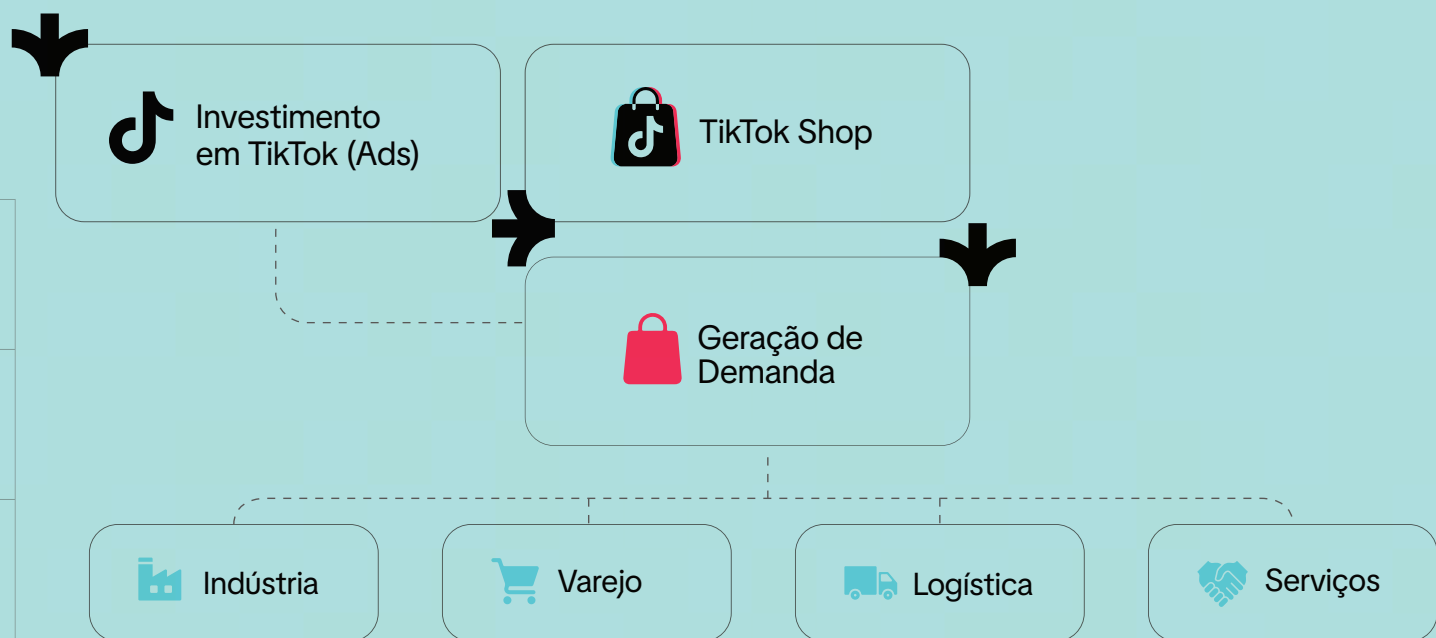 Investimento
em TikTok (Ads)
TikTok Shop
Geração de
Demanda
Indústria
Varejo
Logística
Serviços